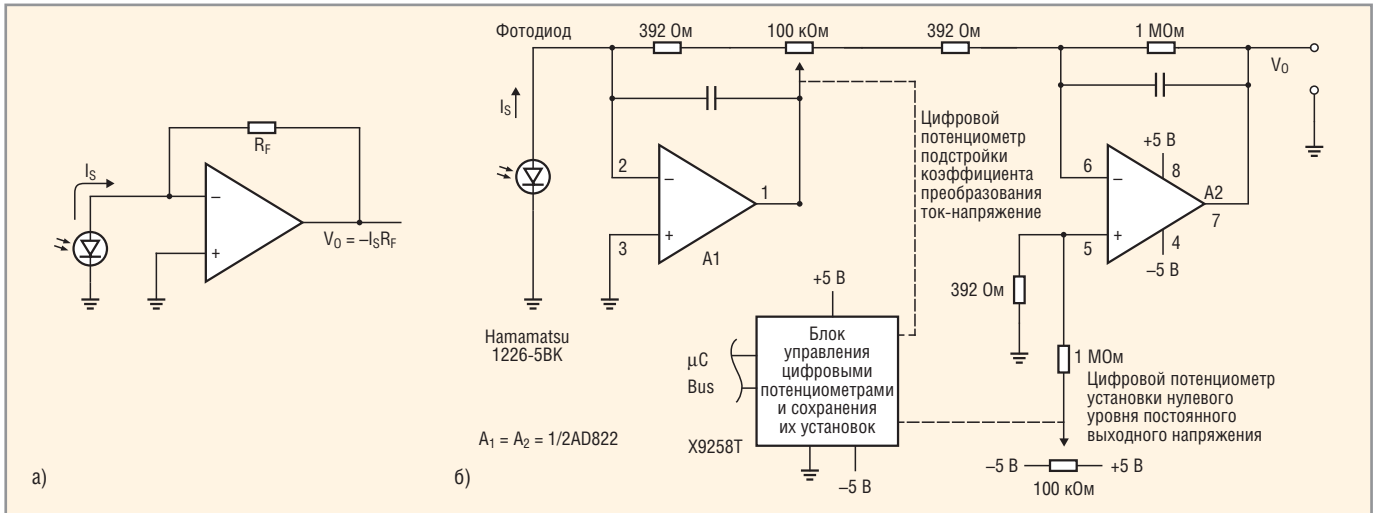 I_S
R_F
−
+
V_O = −I_SR_F
а)
Фотодиод
392 Ом
100 кОм
392 Ом
1 МОм
V_O
I_S
2
−
1
3
+
A1
Цифровой
потенциометр
подстройки
коэффициента
преобразования
ток-напряжение
+5 В
6
−
8
A2
7
5
+
4
−5 В
392 Ом
1 МОм
Hamamatsu
1226-5BK
+5 В
μC
Bus
Блок
управления
цифровыми
потенциометрами
и сохранения
их установок
X9258T
−5 В
Цифровой потенциометр
установки нулевого
уровня постоянного
выходного напряжения
−5 В
+5 В
100 кОм
A_1 = A_2 = 1/2AD822
б)